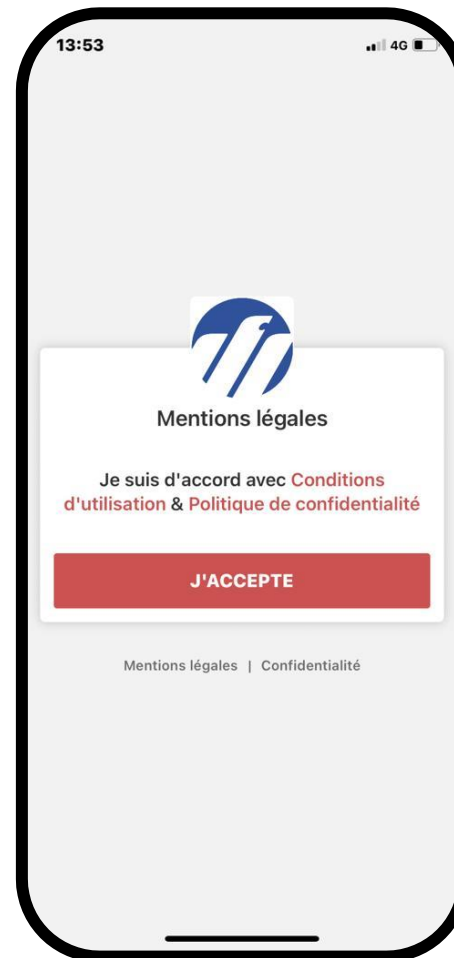 13:53 4G
Mentions légales
Je suis d'accord avec Conditions
d'utilisation & Politique de confidentialité
J'ACCEPTE
Mentions légales | Confidentialité